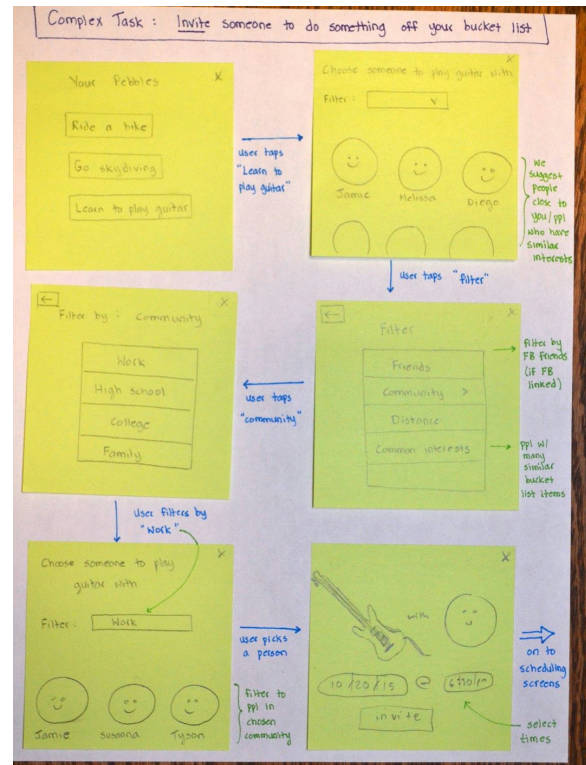 Complex Task : Invite someone to do something off your bucket list
Your Pebbles
X
Ride a bike
Go skydiving
Learn to play guitar
user taps
"Learn to
play guitar"
X
Choose someone to play guitar with
Filter :
v
Jamie
Melissa
Diego
We
suggest
people
close to
you/ppl
who have
similar
interests
user taps "filter"
←
X
Filter
Friends
Community >
Distance
Common interests
filter by
FB friends
(if FB
linked)
ppl w/
many
similar
bucket
list items
user taps
"community"
←
X
Filter by : Community
Work
High school
College
Family
User filters by
"Work"
X
Choose someone to play
guitar with
Filter : Work
Jamie
Susanna
Tyson
filter to
ppl in
chosen
community
user picks
a person
X
with
10/20/15 @ 6:30/pm
invite
select
times
on to
scheduling
screens